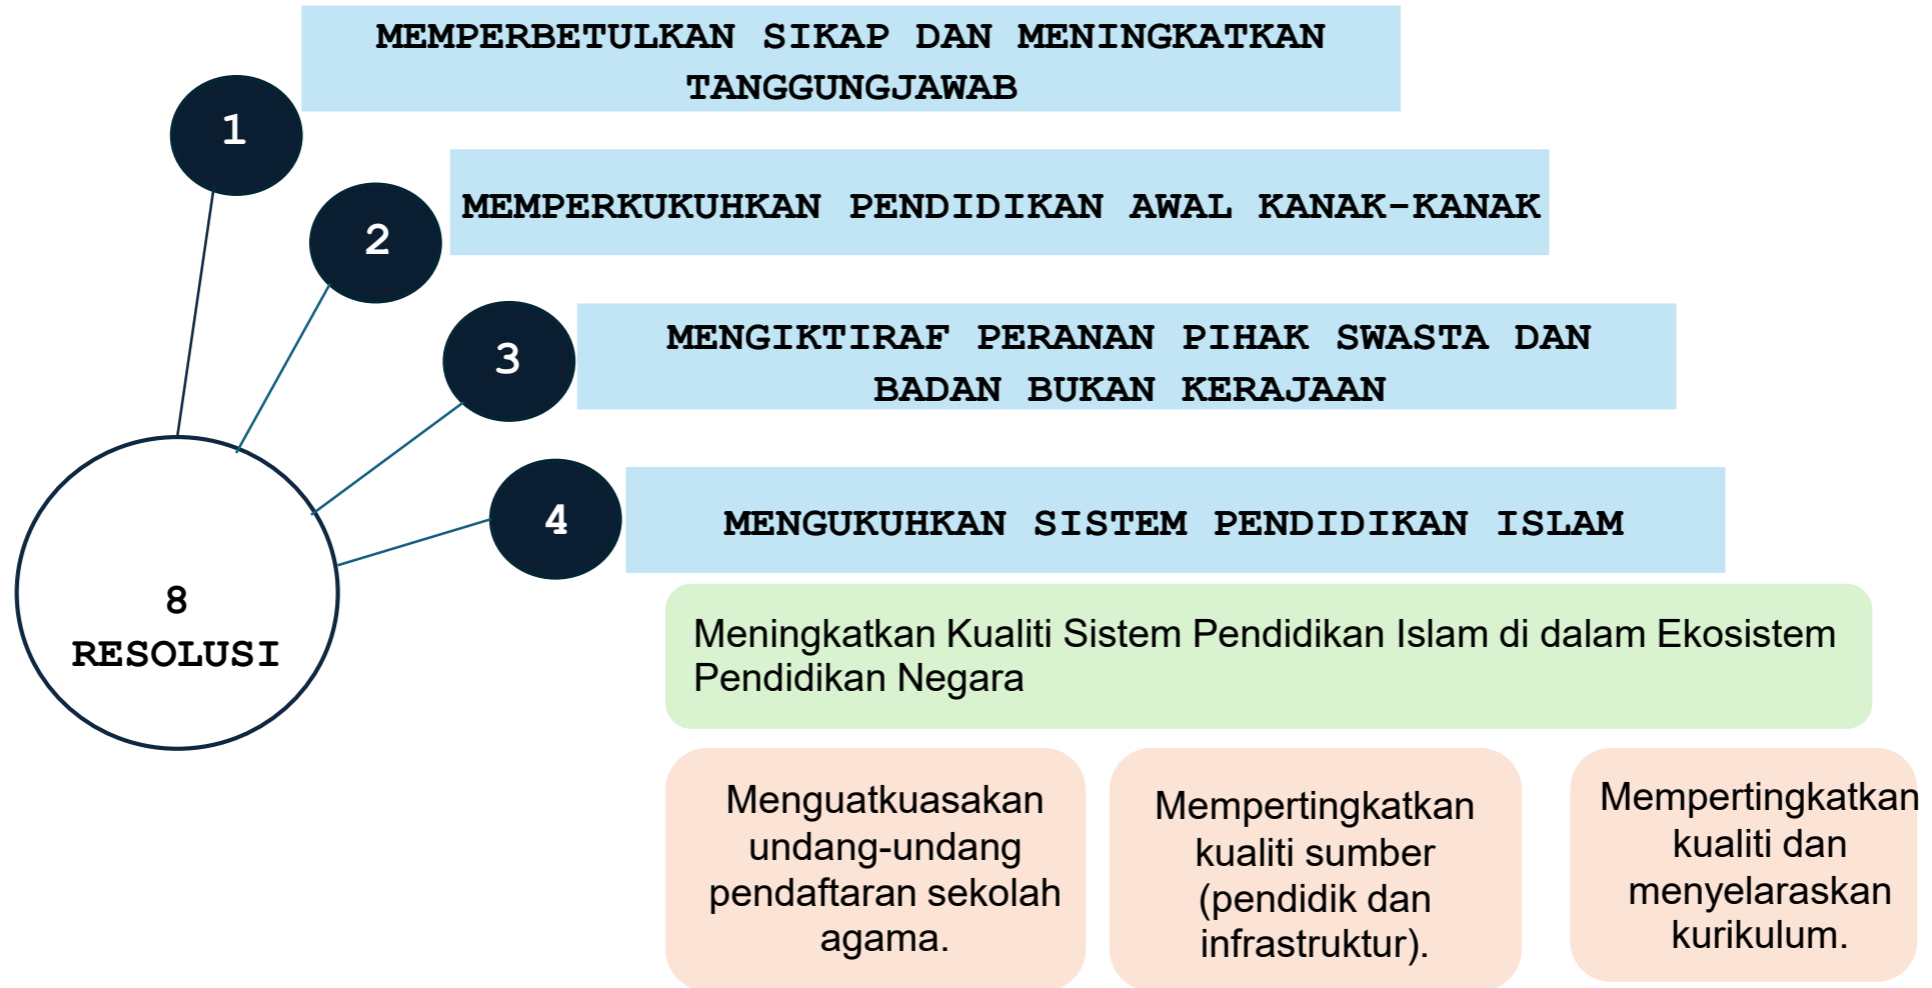 MEMPERBETULKAN SIKAP DAN MENINGKATKAN
TANGGUNGJAWAB
1
MEMPERKUKUHKAN PENDIDIKAN AWAL KANAK-KANAK
2
MENGIKTIRAF PERANAN PIHAK SWASTA DAN
BADAN BUKAN KERAJAAN
3
MENGUKUHKAN SISTEM PENDIDIKAN ISLAM
4
8
RESOLUSI
Meningkatkan Kualiti Sistem Pendidikan Islam di dalam Ekosistem
Pendidikan Negara
Menguatkuasakan
undang-undang
pendaftaran sekolah
agama.
Mempertingkatkan
kualiti sumber
(pendidik dan
infrastruktur).
Mempertingkatkan
kualiti dan
menyelaraskan
kurikulum.